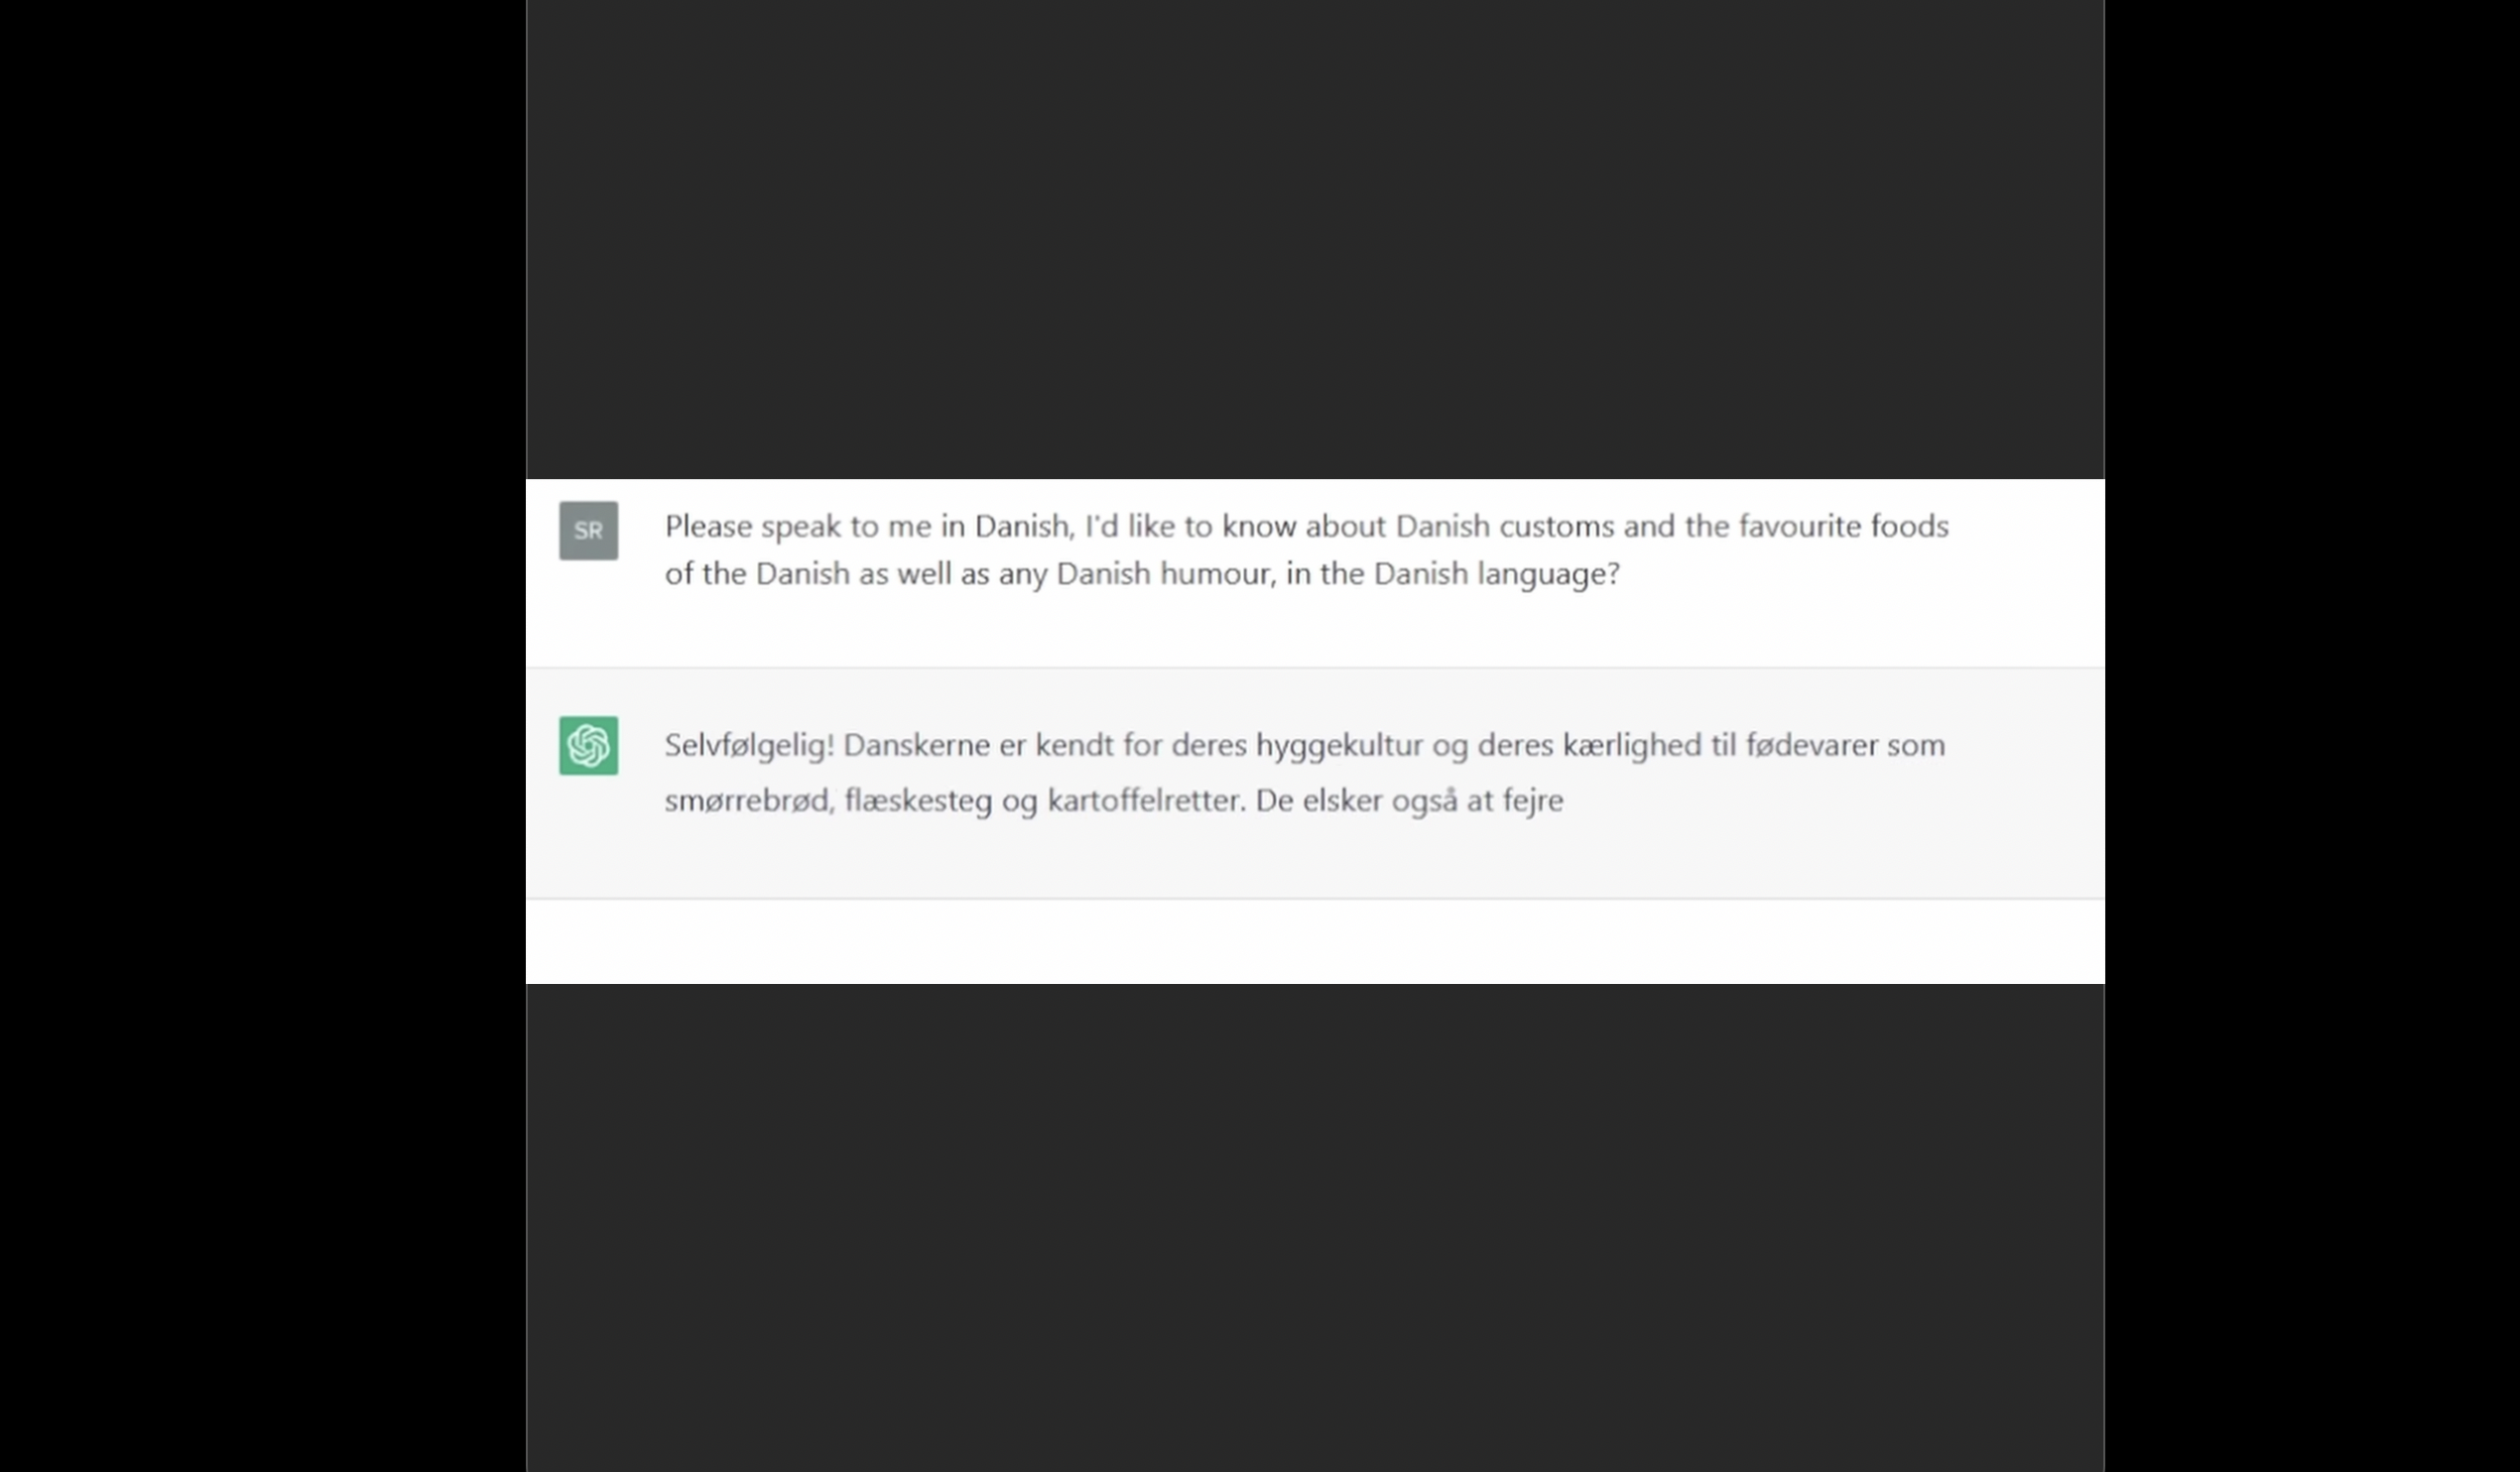 SR
Please speak to me in Danish, I'd like to know about Danish customs and the favourite foods
of the Danish as well as any Danish humour, in the Danish language?
Selvfølgelig! Danskerne er kendt for deres hyggekultur og deres kærlighed til fødevarer som
smørrebrød, flæskesteg og kartoffelretter. De elsker også at fejre